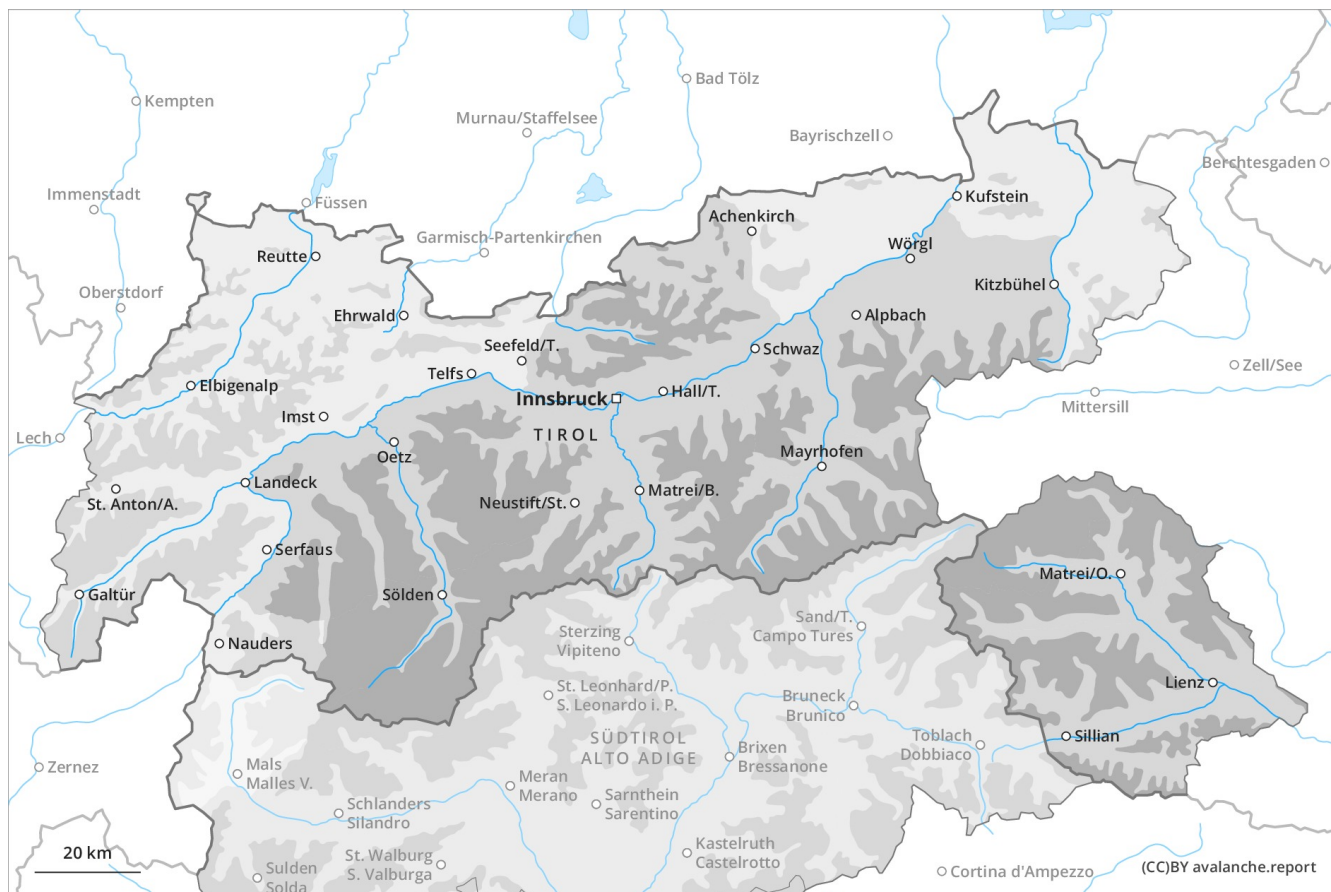 Kempten
Bad Tölz
Murnau/Staffelsee
Bayrischzell
Berchtesgaden
Immenstadt
Füssen
Kufstein
Achenkirch
Garmisch-Partenkirchen
Wörgl
Reutte
Oberstdorf
Kitzbühel
Ehrwald
Alpbach
Seefeld/T.
Schwaz
Zell/See
Telfs
Elbigenalp
Innsbruck
Hall/T.
Mittersill
Imst
Lech
TIROL
Oetz
Mayrhofen
Landeck
St. Anton/A.
Neustift/St.
Matrei/B.
Serfaus
Matrei/O.
Galtür
Sölden
Sand/T.
Campo Tures
Sterzing
Vipiteno
Nauders
Lienz
St. Leonhard/P.
S. Leonardo i. P.
Bruneck
Brunico
SÜDTIROL
ALTO ADIGE
Toblach
Dobbiaco
Sillian
Brixen
Bressanone
Zernez
Mals
Malles V.
Meran
Merano
Schlanders
Silandro
Sarnthein
Sarentino
20 km
St. Walburg
S. Valburga
Kastelruth
Castelrotto
Sulden
Solda
Cortina d'Ampezzo
(CC)BY avalanche.report